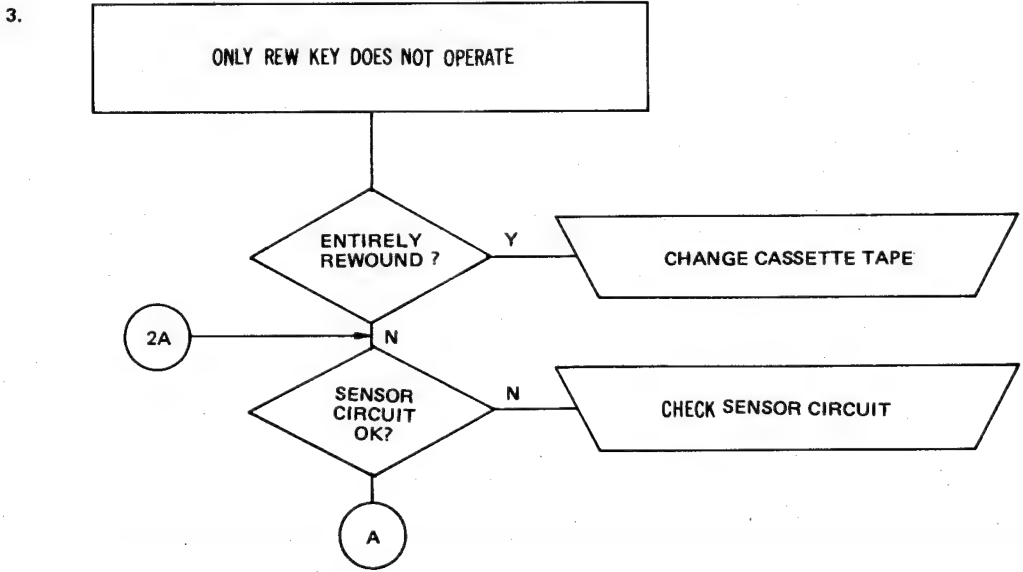 3.
ONLY REW KEY DOES NOT OPERATE
ENTIRELY
REWOUND ?
Y
CHANGE CASSETTE TAPE
2A
N
SENSOR
CIRCUIT
OK?
N
CHECK SENSOR CIRCUIT
A